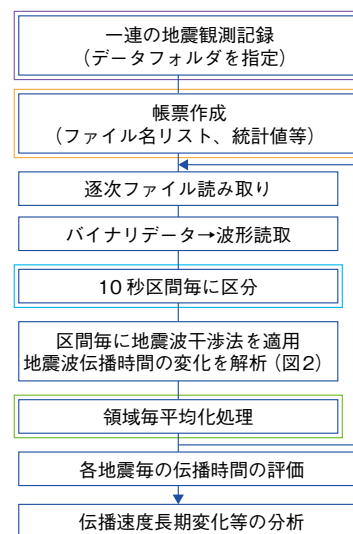 一連の地震観測記録
（データフォルダを指定）
帳票作成
（ファイル名リスト、統計値等）
逐次ファイル読み取り
バイナリデータ→波形読取
10 秒区間毎に区分
区間毎に地震波干渉法を適用
地震波伝播時間の変化を解析（図2）
領域毎平均化処理
各地震毎の伝播時間の評価
伝播速度長期変化等の分析